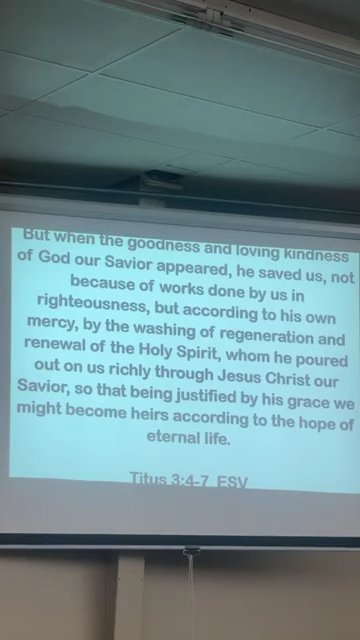 But when the goodness and loving kindness
of God our Savior appeared, he saved us, not
because of works done by us in
righteousness, but according to his own
mercy, by the washing of regeneration and
renewal of the Holy Spirit, whom he poured
out on us richly through Jesus Christ our
Savior, so that being justified by his grace we
might become heirs according to the hope of
eternal life.
Titus 3:4-7 ESV